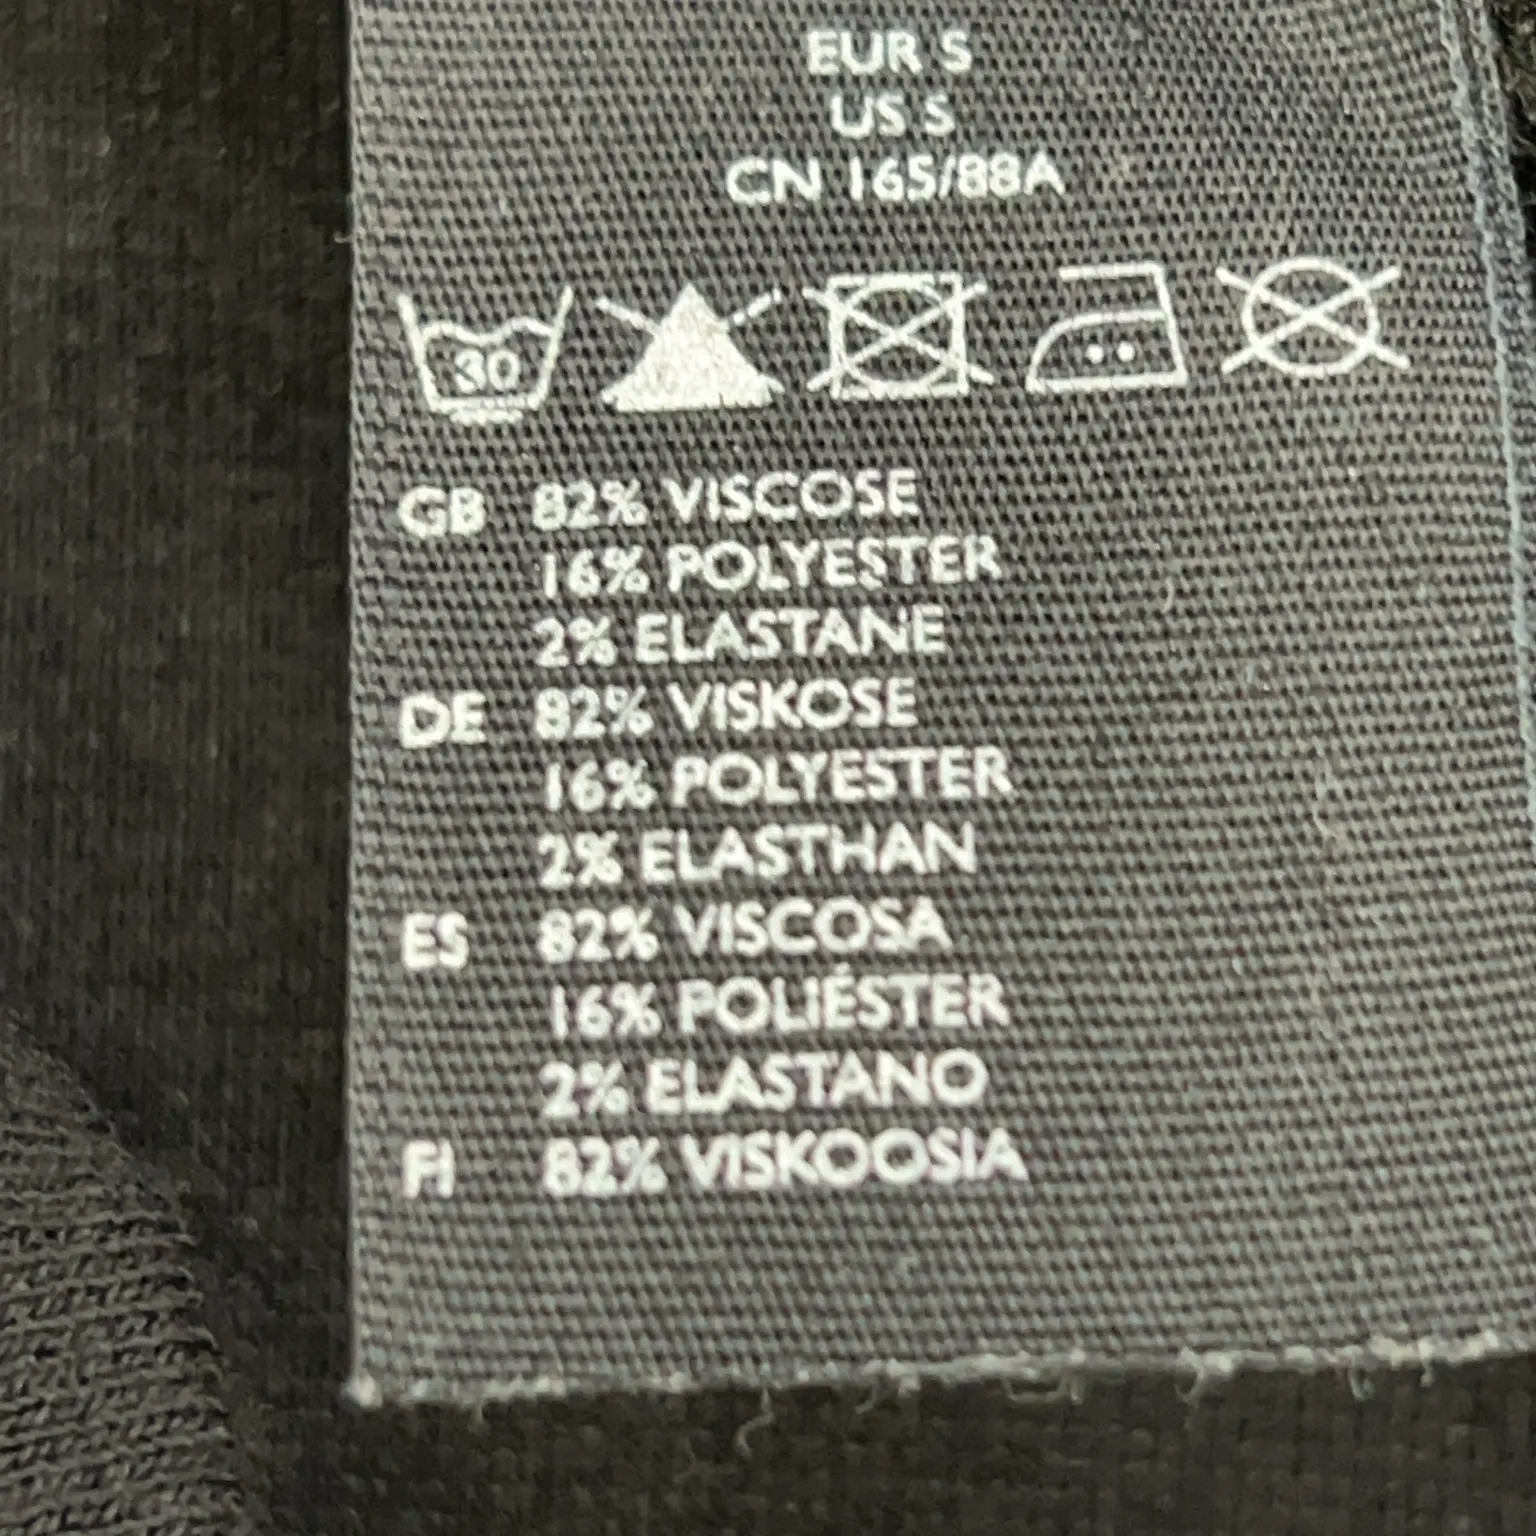 EUR S
US S
CN 165/88A
30
GB 82% VISCOSE
16% POLYESTER
2% ELASTANE
DE 82% VISKOSE
16% POLYESTER
2% ELASTHAN
ES 82% VISCOSA
16% POLIÉSTER
2% ELASTANO
FI 82% VISKOOSIA